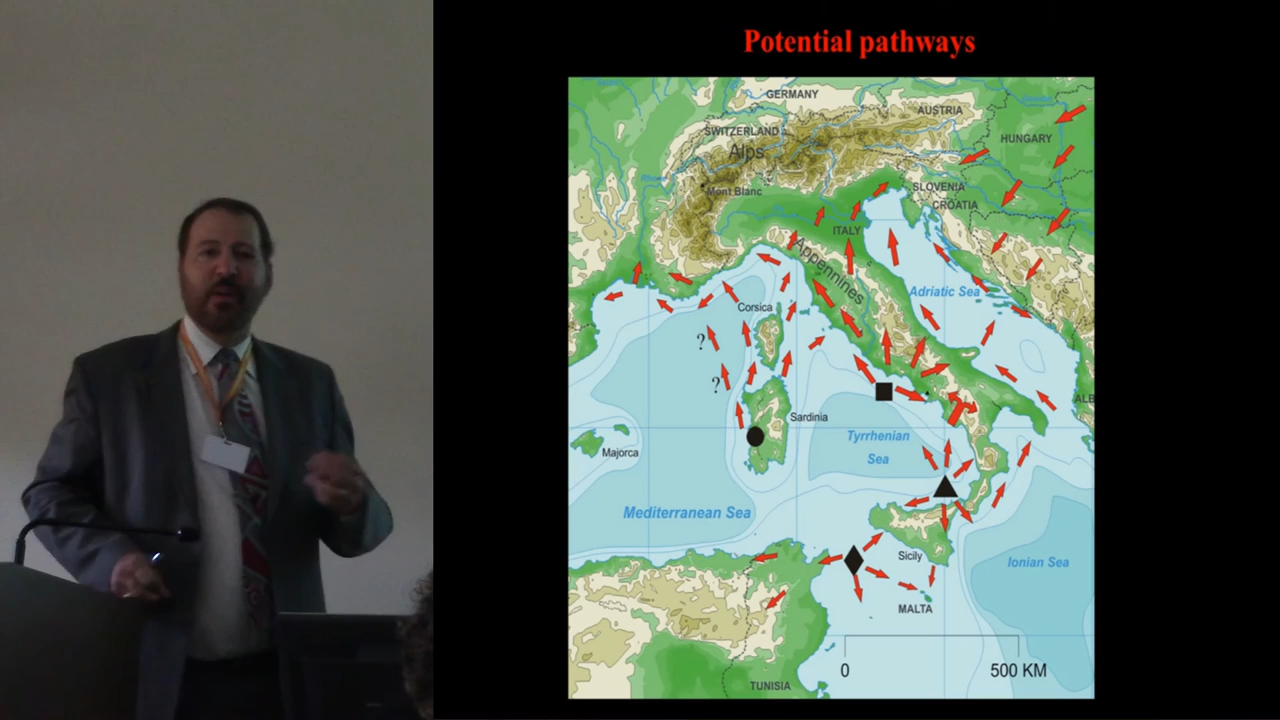 Potential pathways
GERMANY
AUSTRIA
SWITZERLAND
HUNGARY
Alps
Mont Blanc
SLOVENIA
CROATIA
ITALY
Appennines
Adriatic Sea
Corsica
?
?
ALB
Sardinia
Tyrrhenian
Sea
Majorca
Mediterranean Sea
Sicily
Ionian Sea
MALTA
0
500 KM
TUNISIA